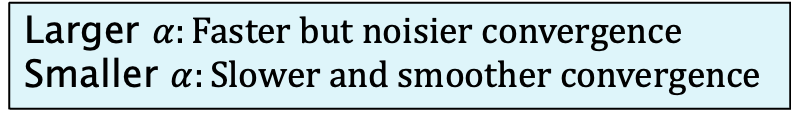 Larger α: Faster but noisier convergence
Smaller α: Slower and smoother convergence